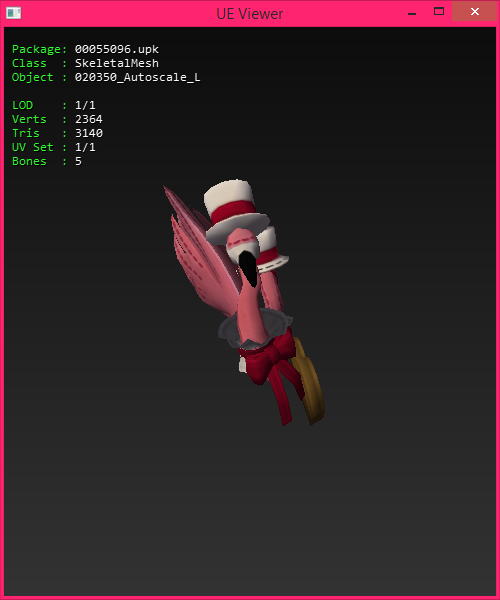 UE Viewer
Package: 00055096.upk
Class  : SkeletalMesh
Object : 020350_Autoscale_L
LOD    : 1/1
Verts  : 2364
Tris   : 3140
UV Set : 1/1
Bones  : 5